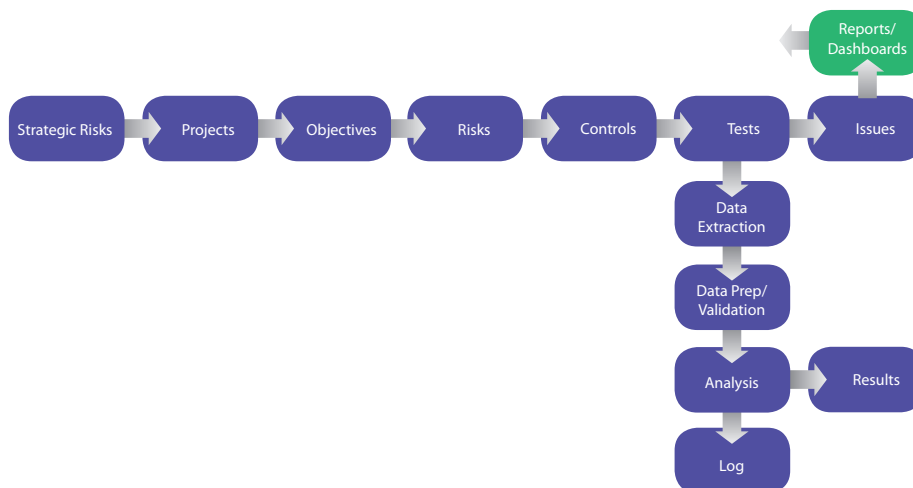 Reports/
Dashboards
Strategic Risks
Projects
Objectives
Risks
Controls
Tests
Issues
Data
Extraction
Data Prep/
Validation
Analysis
Results
Log